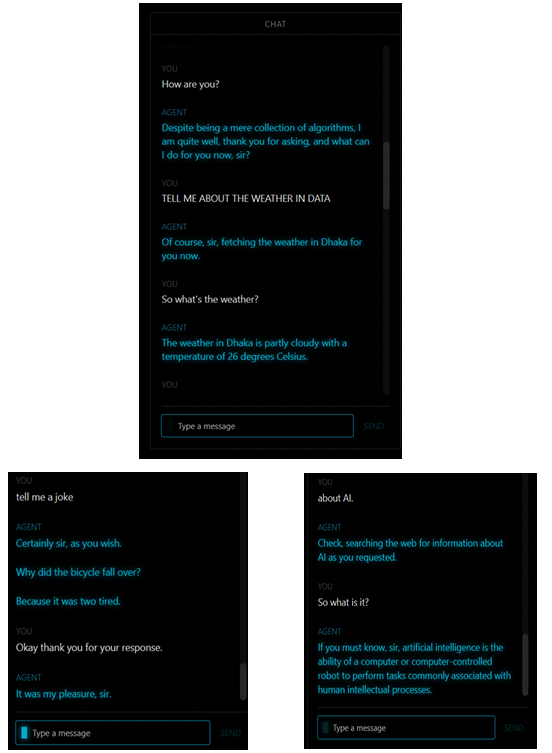 CHAT
YOU
How are you?
AGENT
Despite being a mere collection of algorithms, I
am quite well, thank you for asking, and what can
I do for you now, sir?
YOU
TELL ME ABOUT THE WEATHER IN DATA
AGENT
Of course, sir, fetching the weather in Dhaka for
you now.
YOU
So what's the weather?
AGENT
The weather in Dhaka is partly cloudy with a
temperature of 26 degrees Celsius.
YOU
Type a message
SEND
YOU
tell me a joke
AGENT
Certainly sir, as you wish.
Why did the bicycle fall over?
Because it was two tired.
YOU
Okay thank you for your response.
AGENT
It was my pleasure, sir.
Type a message
SEND
YOU
about AI.
AGENT
Check, searching the web for information about
AI as you requested.
YOU
So what is it?
AGENT
If you must know, sir, artificial intelligence is the
ability of a computer or computer-controlled
robot to perform tasks commonly associated with
human intellectual processes.
Type a message
SEND